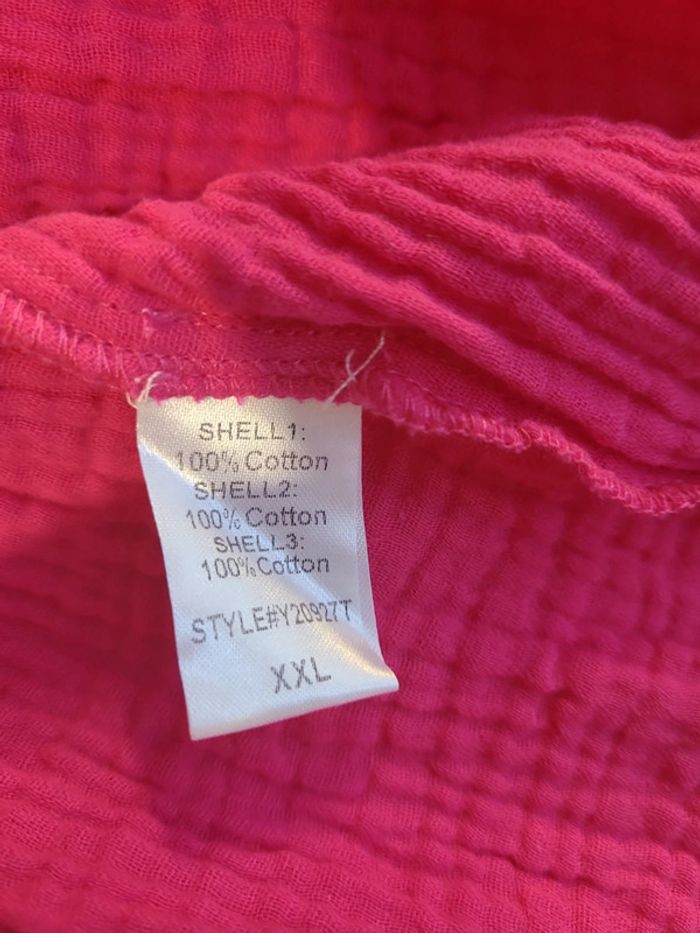 SHELL1:
100% Cotton
SHELL2:
100% Cotton
SHELL3:
100% Cotton
STYLE#Y20927T
XXL